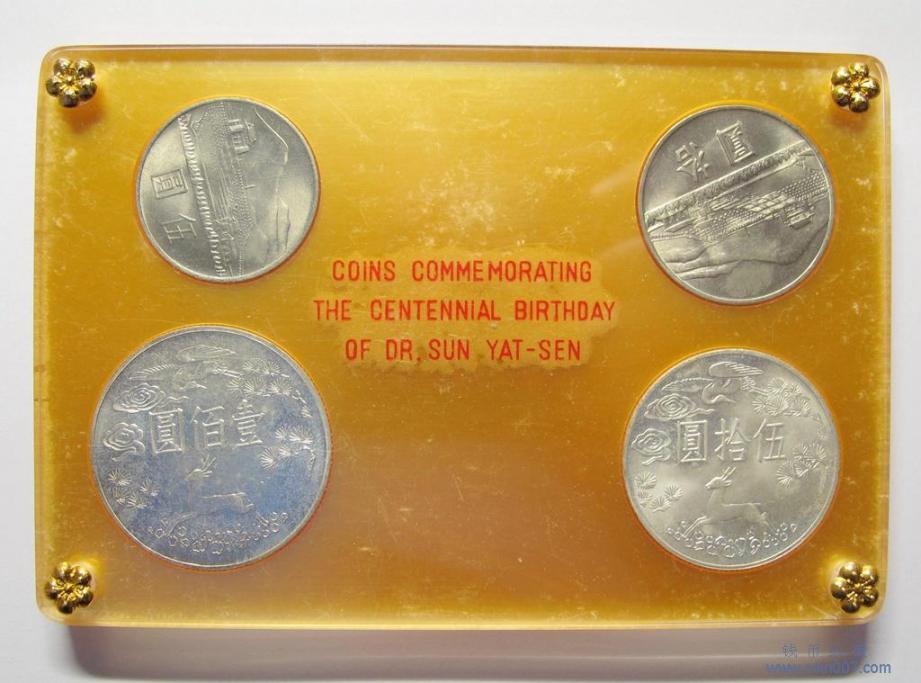 伍圓
拾圓
COINS COMMEMORATING
THE CENTENNIAL BIRTHDAY
OF DR. SUN YAT-SEN
壹佰圓
伍拾圓